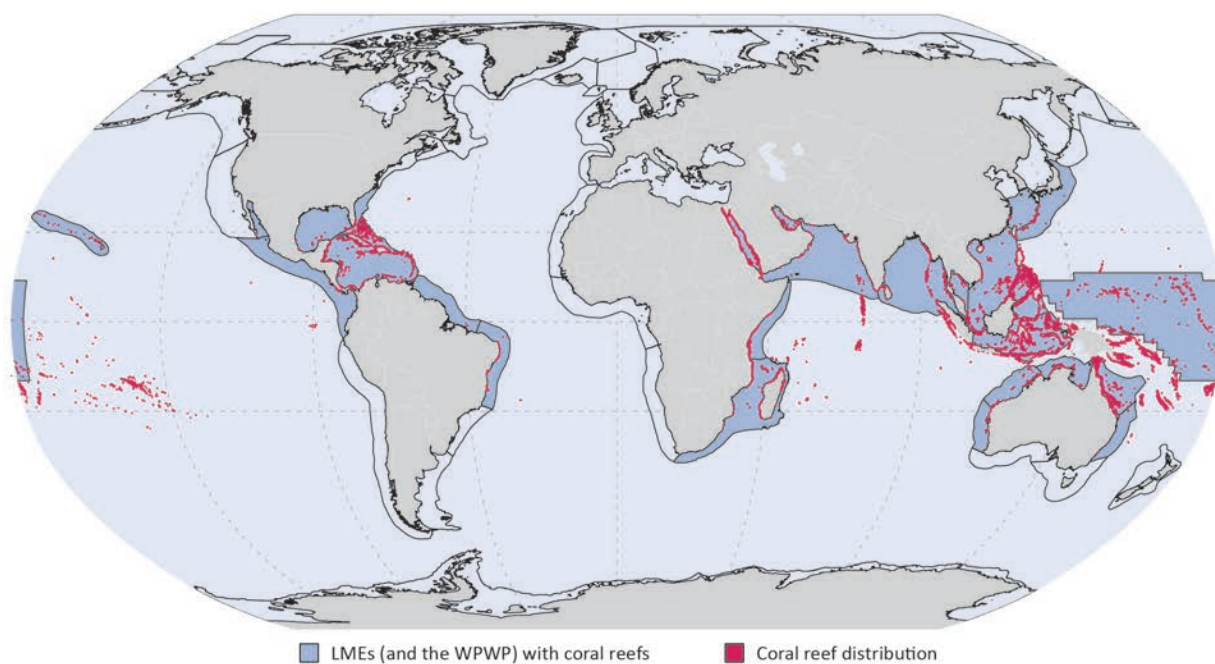 LMEs (and the WPWP) with coral reefs
Coral reef distribution